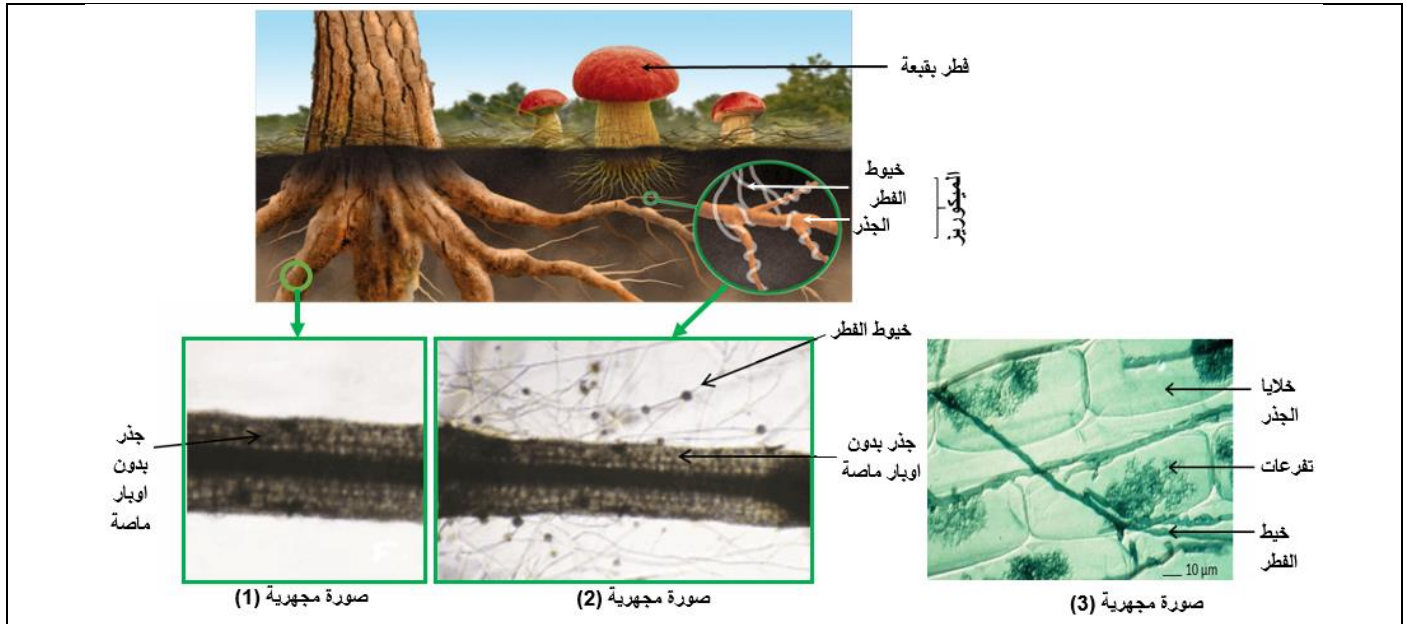 فطر بقبعة
خيوط
الفطر
الجذر
الميكوريز
خيوط الفطر
جذر
بدون
اوبار
ماصة
جذر بدون
اوبار ماصة
خلايا
الجذر
تفرعات
خيط
الفطر
10 µm
صورة مجهرية (1)
صورة مجهرية (2)
صورة مجهرية (3)